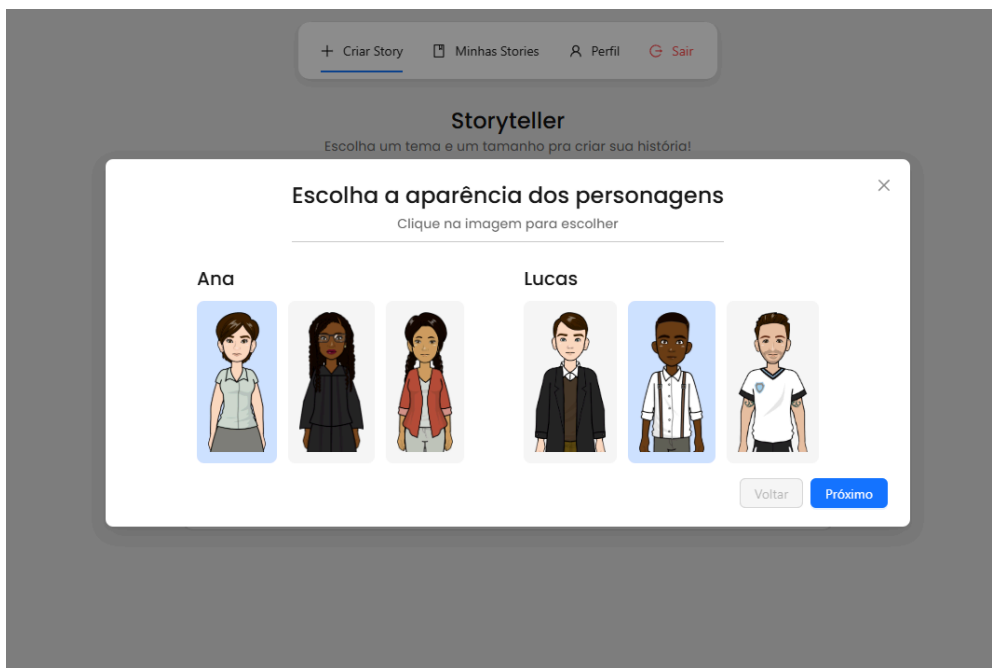 Criar Story Minhas Stories Perfil Sair
Storyteller
Escolha um tema e um tamanho pra criar sua história!
Escolha a aparência dos personagens
Clique na imagem para escolher
Ana Lucas
Voltar Próximo